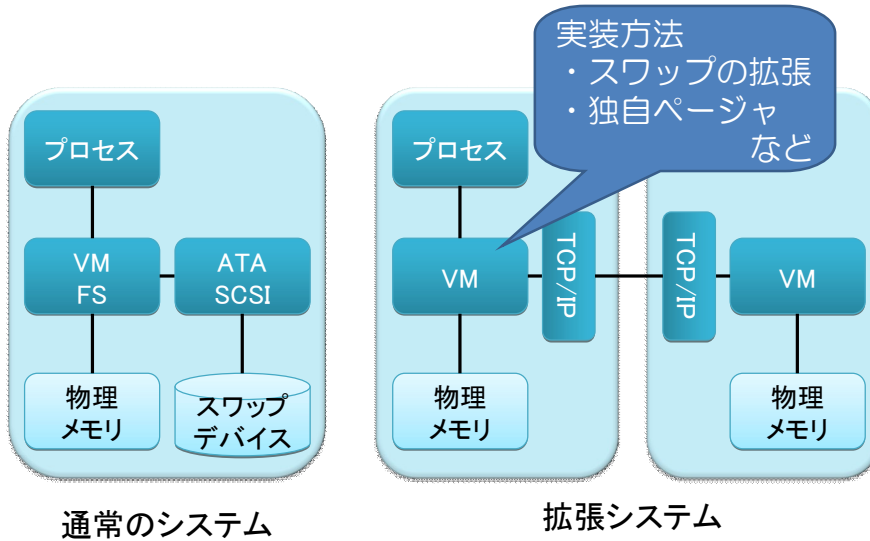 実装方法
・スワップの拡張
・独自ページャ
など
プロセス
VM
FS
ATA
SCSI
物理
メモリ
スワップ
デバイス
通常のシステム
プロセス
VM
TCP/IP
物理
メモリ
TCP/IP
VM
物理
メモリ
拡張システム